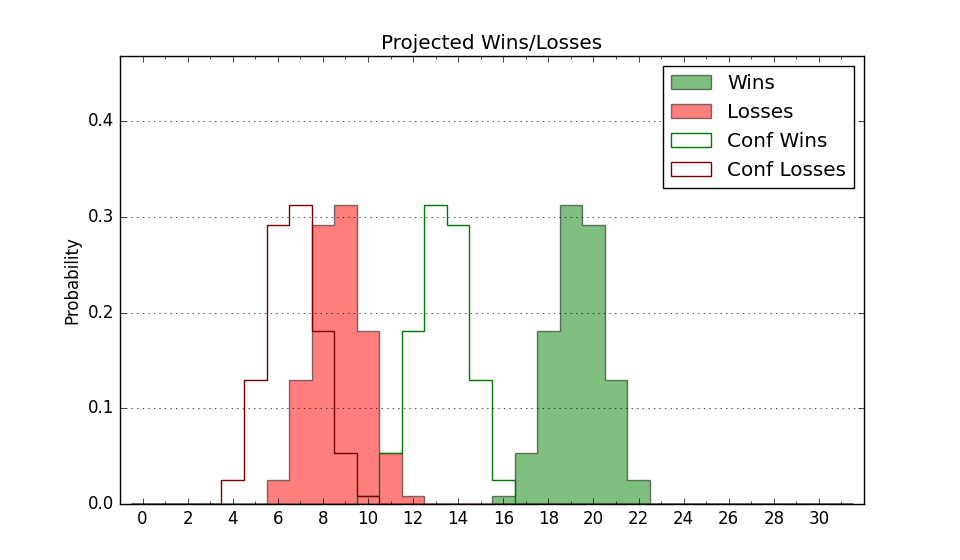 Projected Wins/Losses
Wins
Losses
Conf Wins
Conf Losses
Probability
0.4
0.3
0.2
0.1
0.0
0 2 4 6 8 10 12 14 16 18 20 22 24 26 28 30